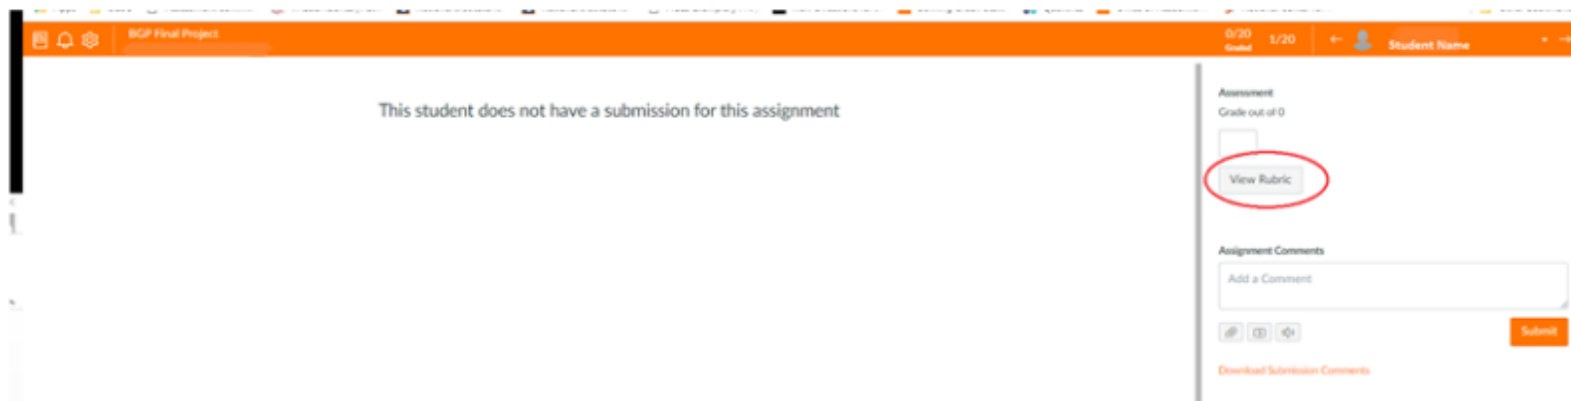 BGP Final Project
0/20
Graded
1/20
Student Name
This student does not have a submission for this assignment
Assessment
Grade out of 0
View Rubric
Assignment Comments
Add a Comment
Submit
Download Submission Comments